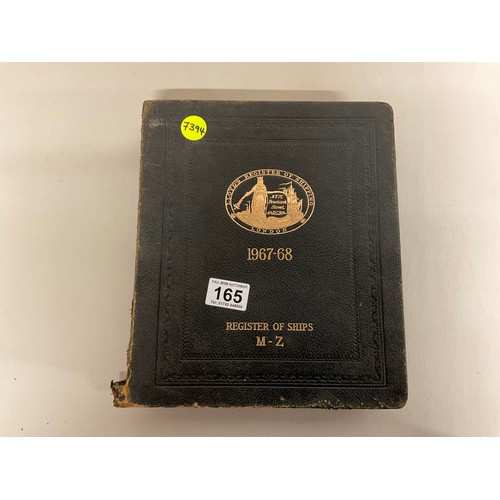 7394
LLOYD'S REGISTER OF SHIPPING
LONDON
1967-68
165
REGISTER OF SHIPS
M-Z